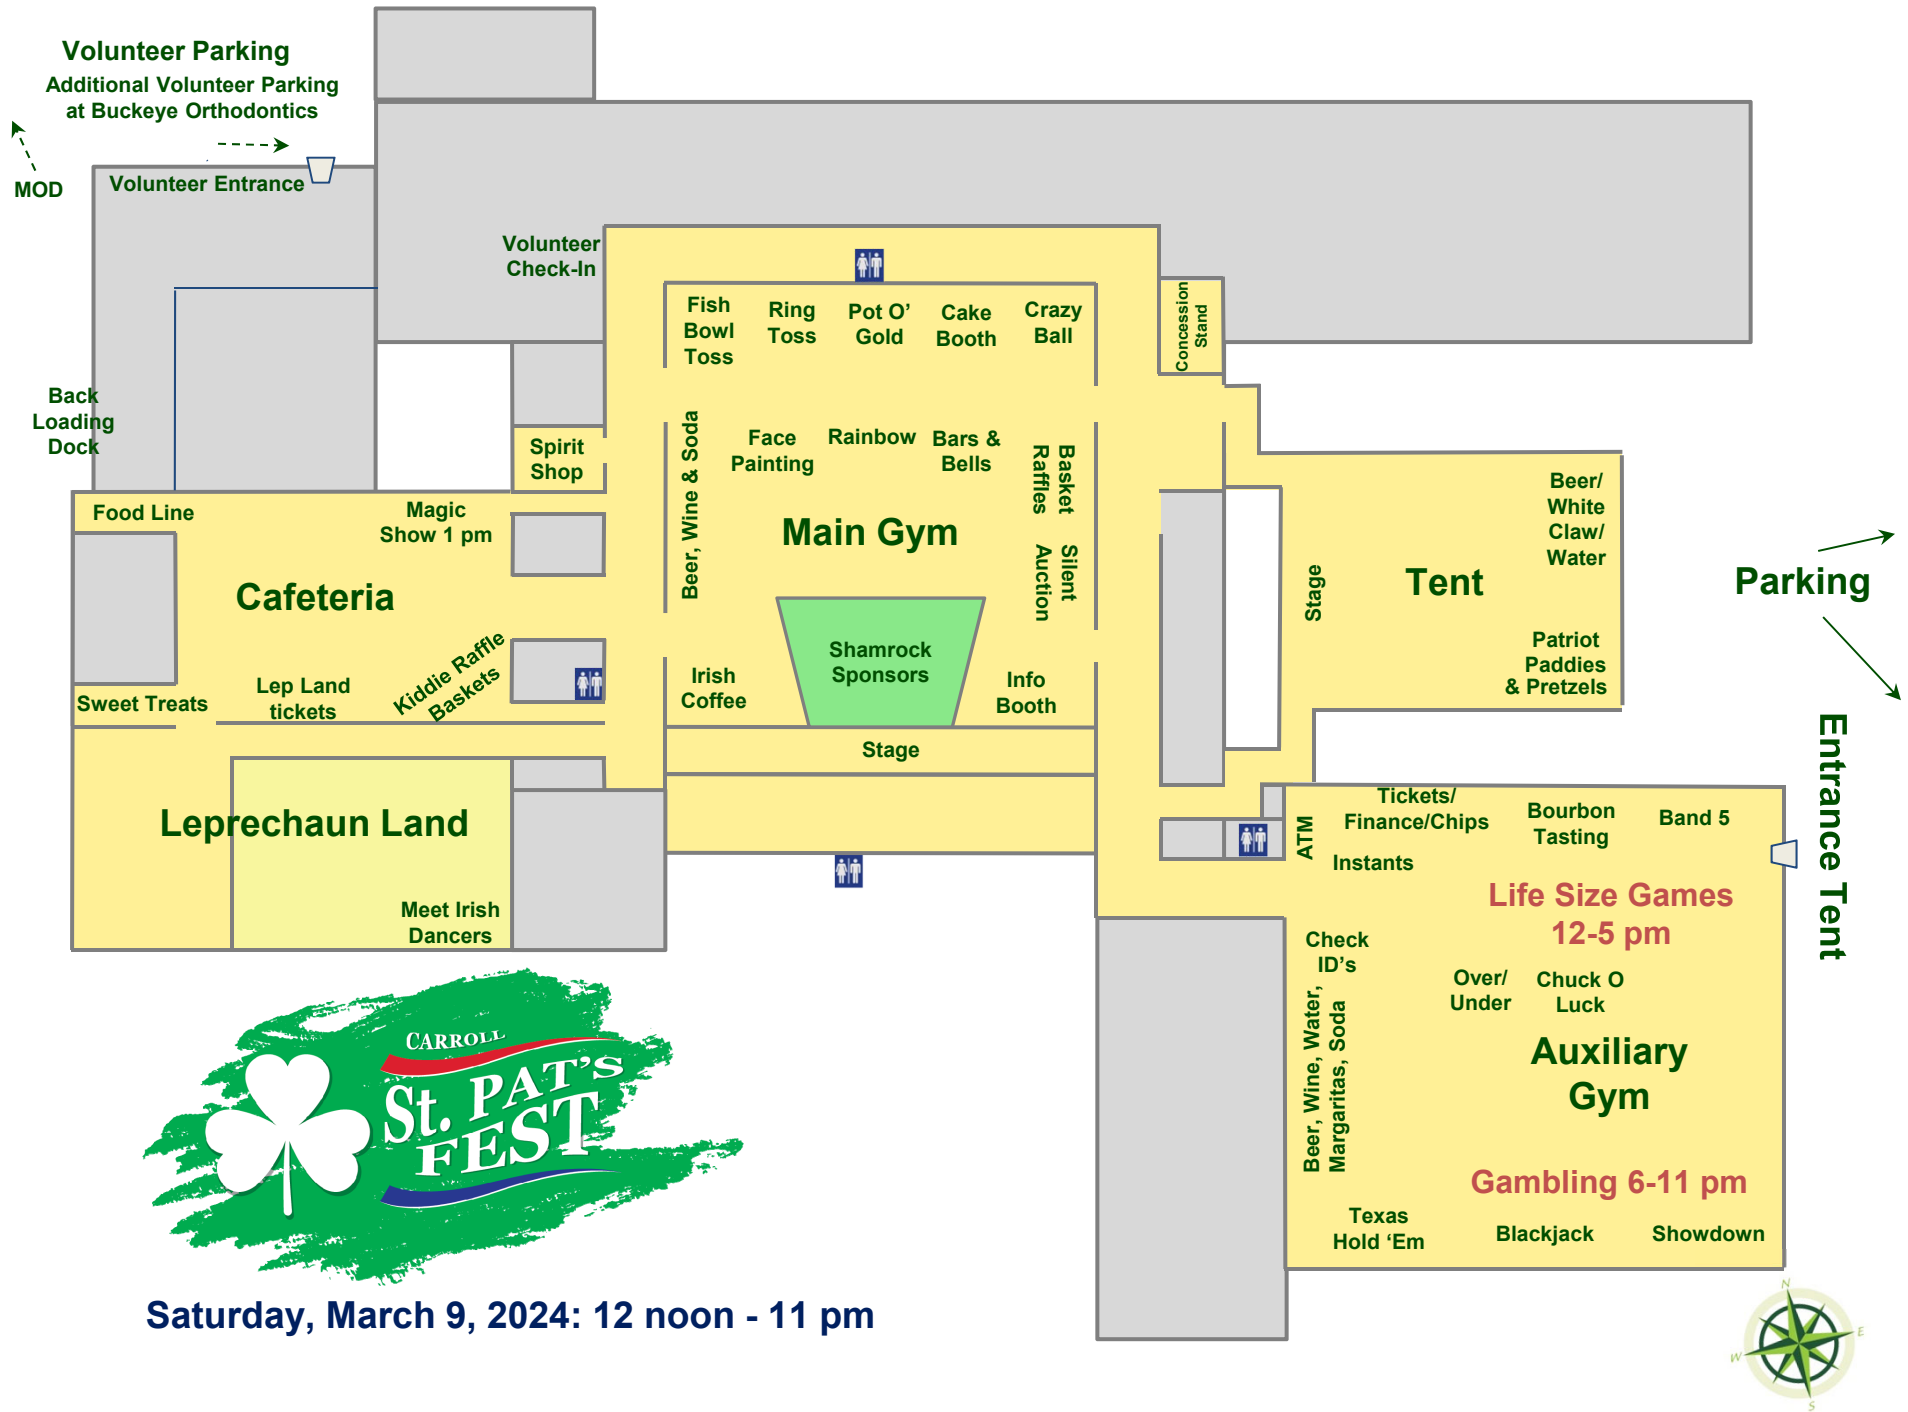 Volunteer Parking
Additional Volunteer Parking
at Buckeye Orthodontics
MOD
Volunteer Entrance
Volunteer
Check-In
Back
Loading
Dock
Spirit
Shop
Fish
Bowl
Toss
Ring
Toss
Pot O’
Gold
Cake
Booth
Crazy
Ball
Concession
Stand
Beer, Wine & Soda
Face
Painting
Rainbow
Bars &
Bells
Basket
Raffles
Silent
Auction
Main Gym
Shamrock
Sponsors
Irish
Coffee
Info
Booth
Stage
Food Line
Magic
Show 1 pm
Cafeteria
Kiddie Raffle
Baskets
Sweet Treats
Lep Land
tickets
Leprechaun Land
Meet Irish
Dancers
Stage
Tent
Beer/
White
Claw/
Water
Patriot
Paddies
& Pretzels
Parking
Entrance Tent
ATM
Tickets/
Finance/Chips
Instants
Bourbon
Tasting
Band 5
Life Size Games
12-5 pm
Check
ID’s
Over/
Under
Chuck O
Luck
Beer, Wine, Water,
Margaritas, Soda
Auxiliary
Gym
Gambling 6-11 pm
Texas
Hold ‘Em
Blackjack
Showdown
CARROLL
St. PAT’s
FEST
Saturday, March 9, 2024: 12 noon - 11 pm
N
E
W
S